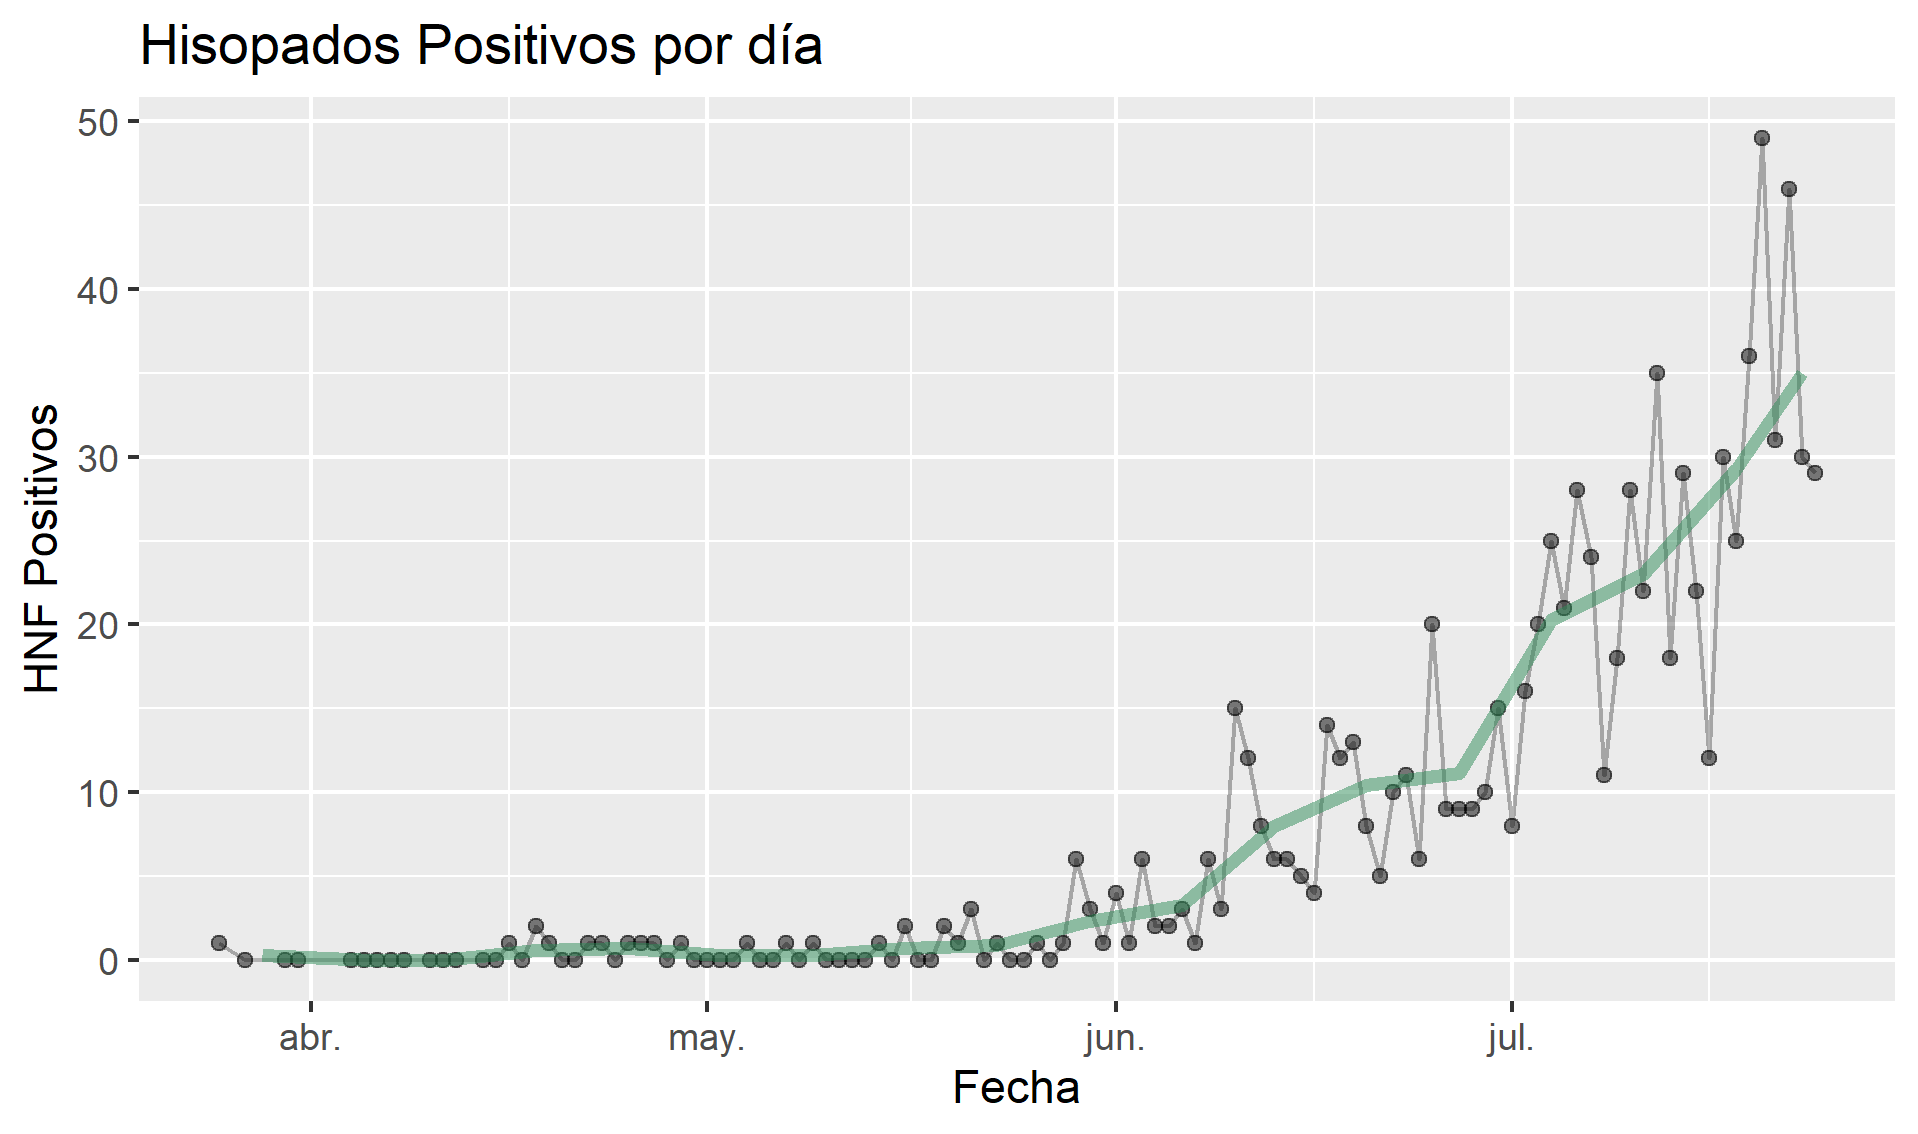 Hisopados Positivos por día
HNF Positivos
50
40
30
20
10
0
abr.
may.
jun.
jul.
Fecha